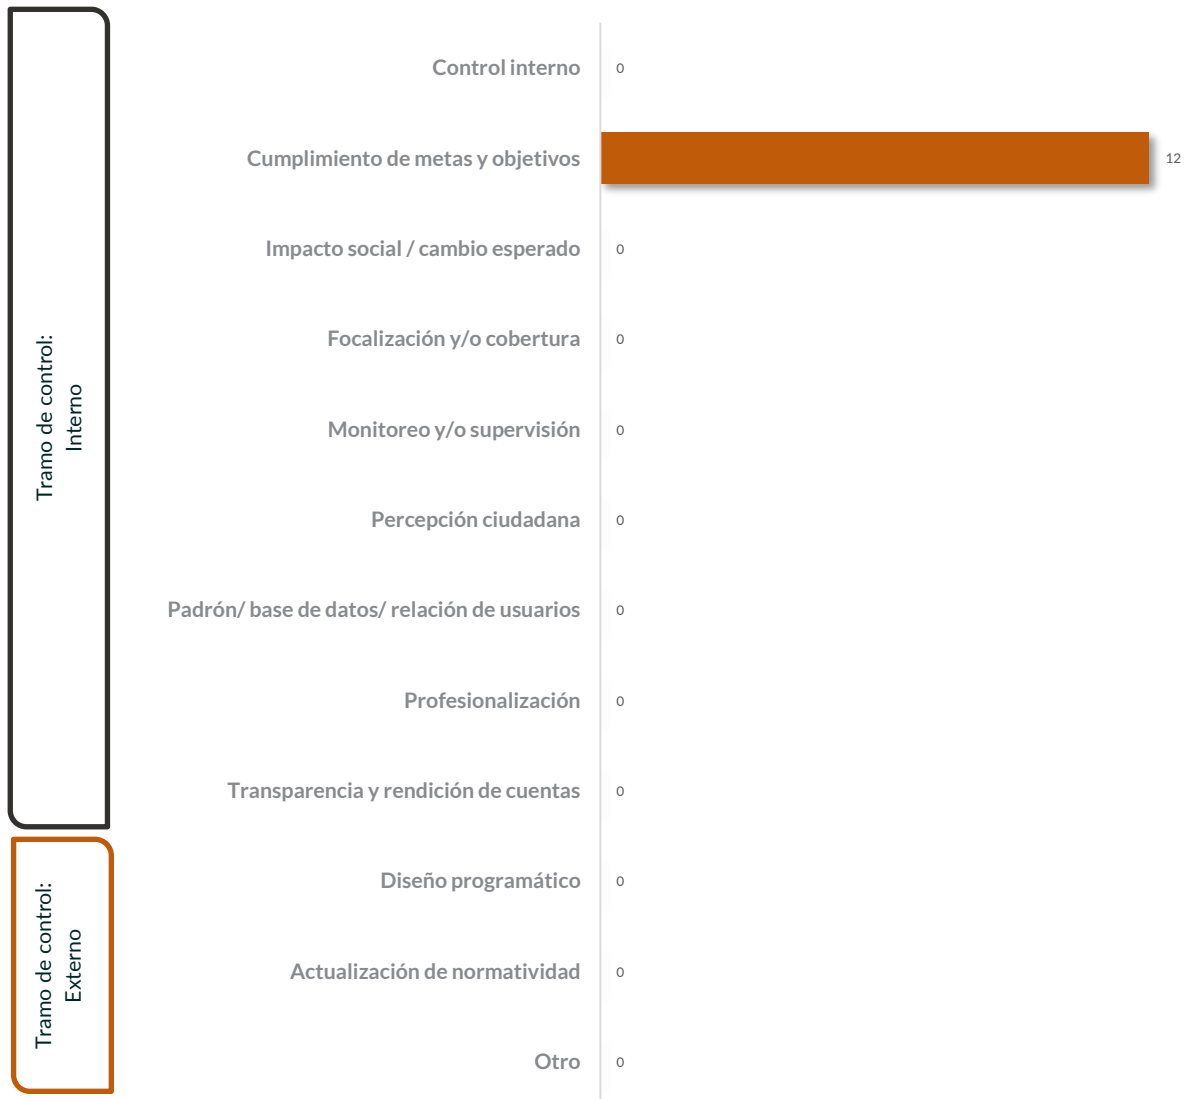 Tramo de control:
Interno
Control interno 0
Cumplimiento de metas y objetivos 12
Impacto social / cambio esperado 0
Focalización y/o cobertura 0
Monitoreo y/o supervisión 0
Percepción ciudadana 0
Padrón/ base de datos/ relación de usuarios 0
Profesionalización 0
Transparencia y rendición de cuentas 0
Tramo de control:
Externo
Diseño programático 0
Actualización de normatividad 0
Otro 0